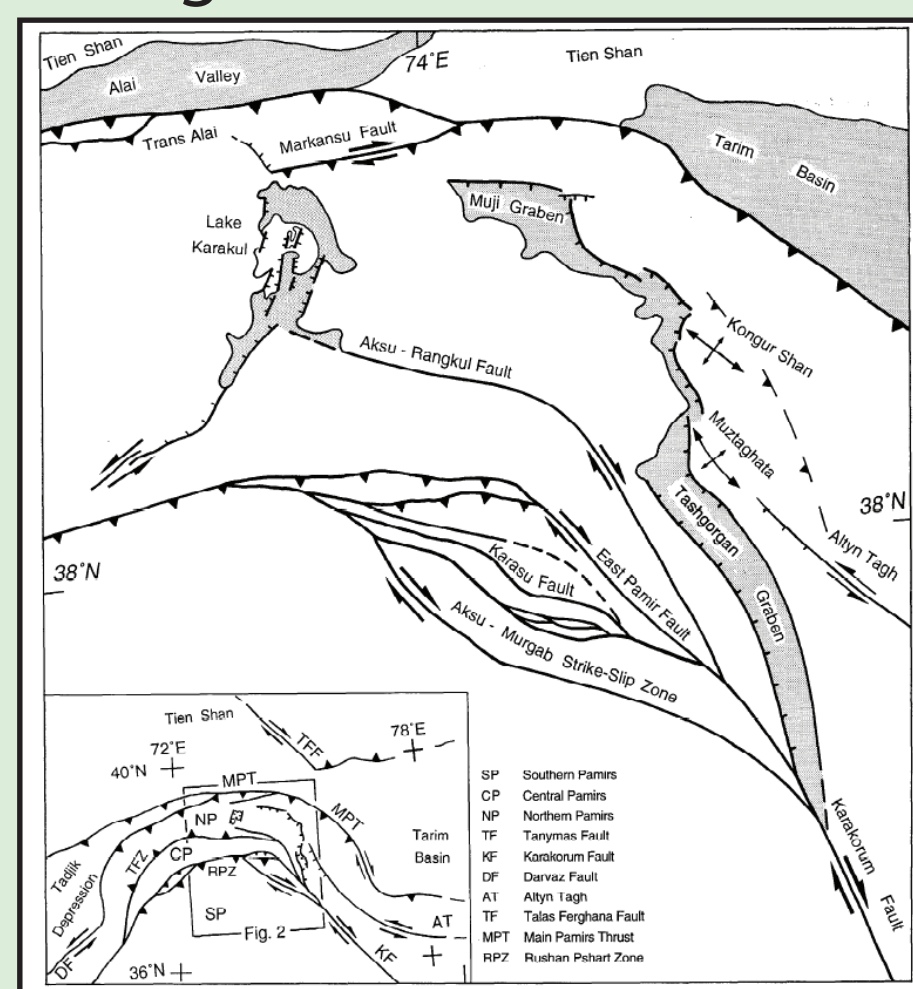 Tien Shan
Alai Valley
74°E
Tien Shan
Trans Alai
Markansu Fault
Tarim Basin
Lake
Karakul
Muji Graben
Kongur Shan
Aksu - Rangkul Fault
Muztaghata
38°N
Tashgorgan Graben
Altyn Tagh
38°N
Karasu Fault
East Pamir Fault
Aksu - Murgab Strike-Slip Zone
Karakorum Fault
Tien Shan
TFF
78°E
72°E
40°N
MPT
NP
MPT
Tarim
Basin
TFZ
CP
RPZ
Tadjik
Depression
SP
AT
Fig. 2
DF
KF
36°N
SP Southern Pamirs
CP Central Pamirs
NP Northern Pamirs
TF Tanymas Fault
KF Karakorum Fault
DF Darvaz Fault
AT Altyn Tagh
TF Talas Ferghana Fault
MPT Main Pamirs Thrust
RPZ Rushan Pshart Zone